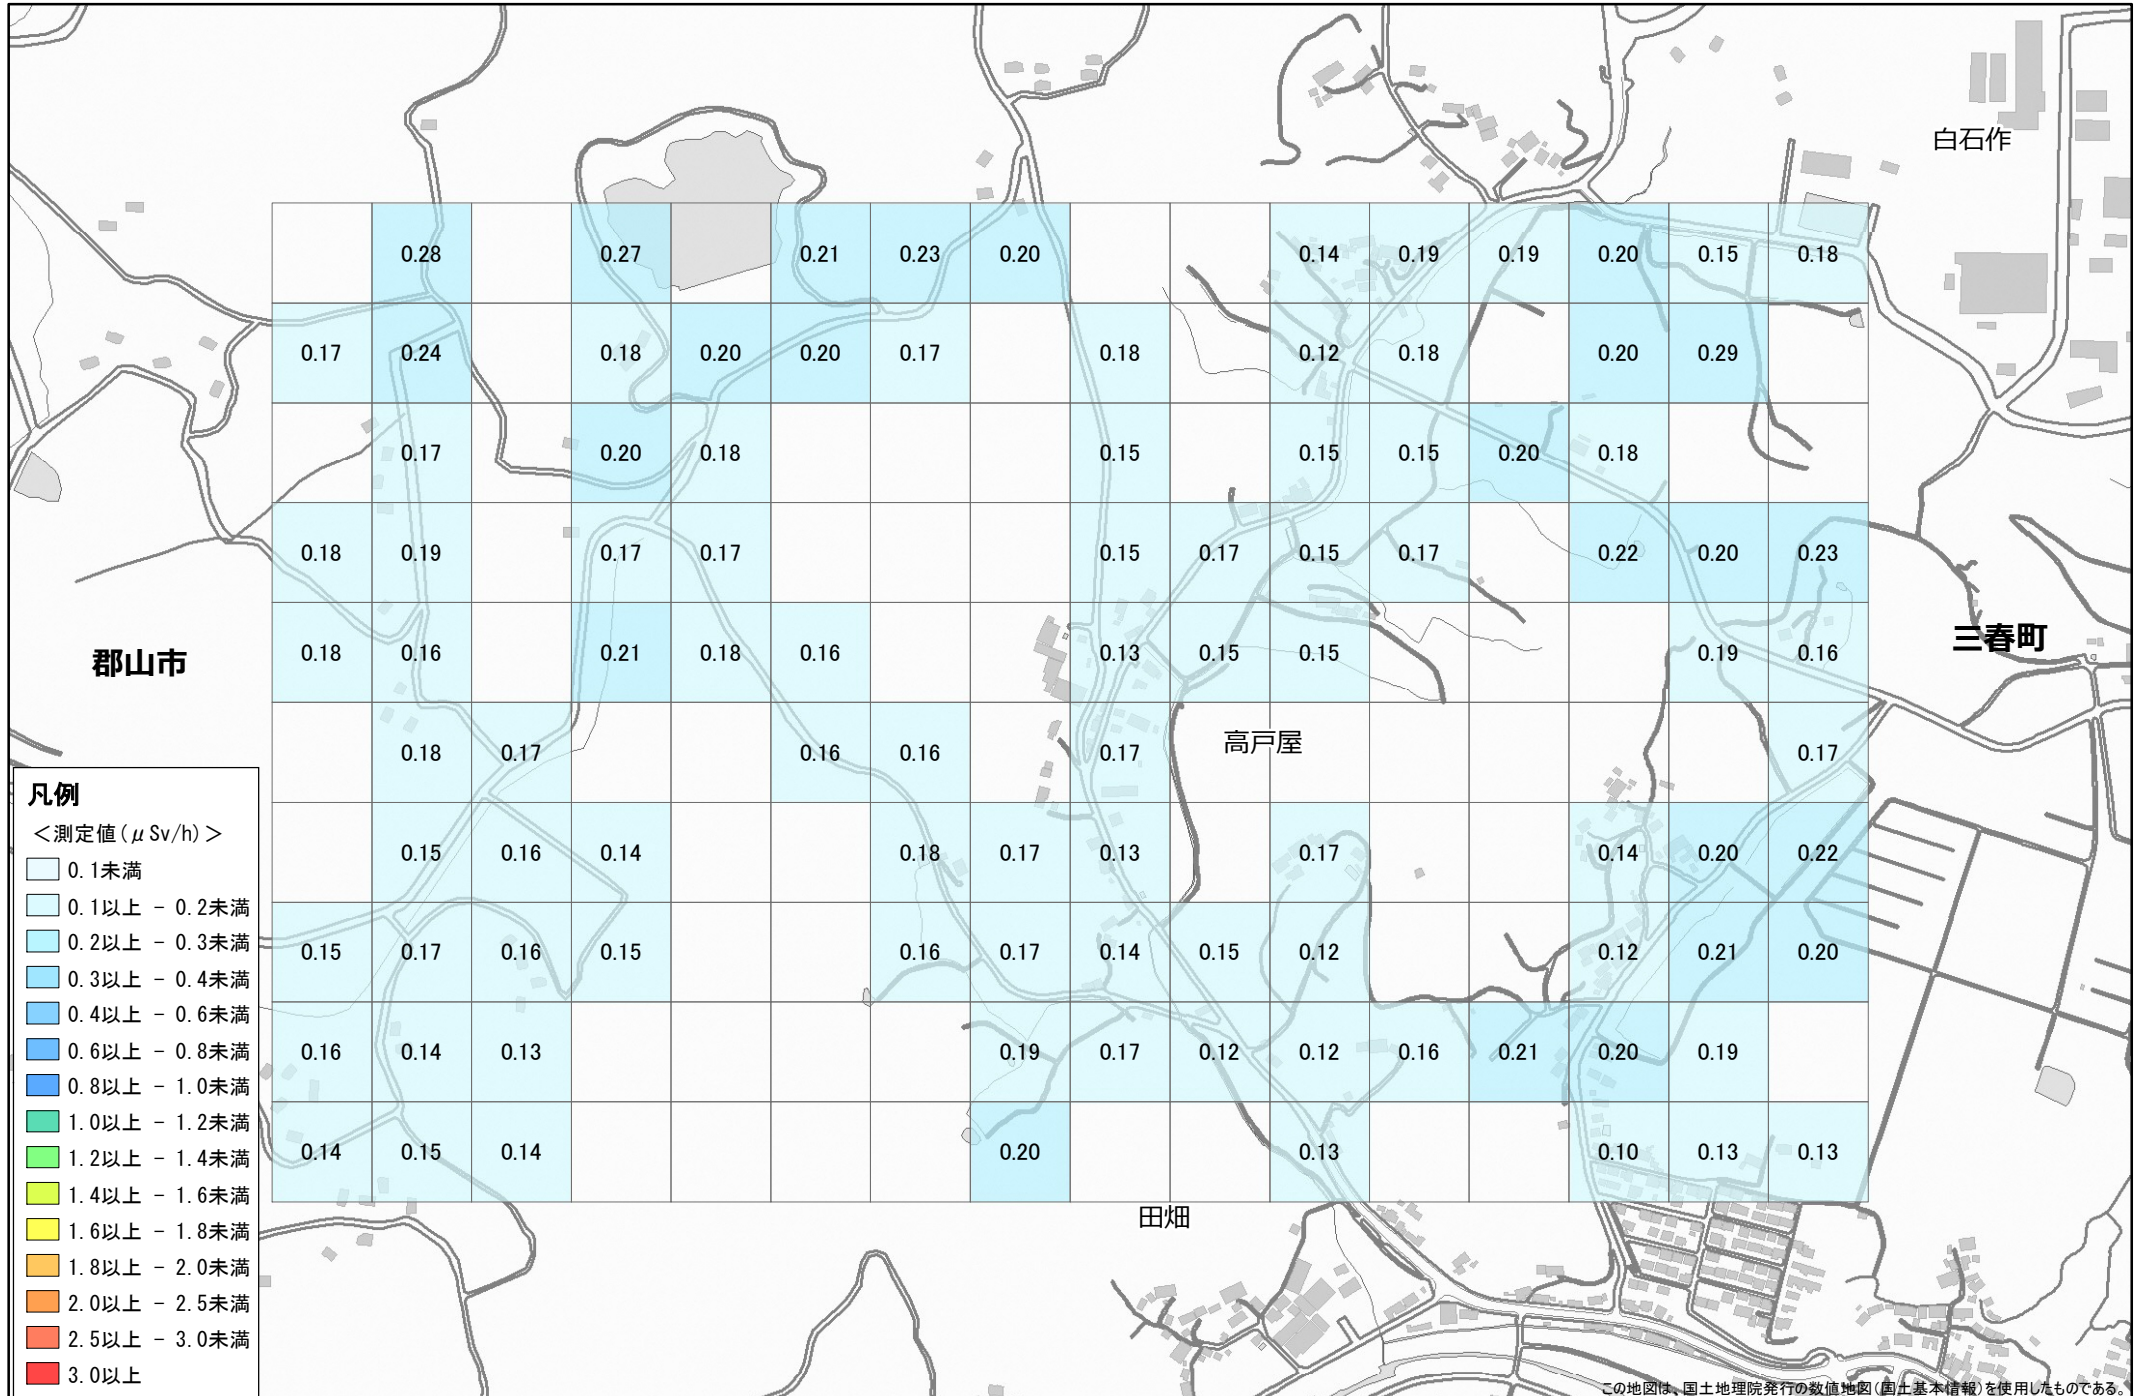 白石作
0.28 0.27 0.21 0.23 0.20 0.14 0.19 0.19 0.20 0.15 0.18
0.17 0.24 0.18 0.20 0.20 0.17 0.18 0.12 0.18 0.20 0.29
0.17 0.20 0.18 0.15 0.15 0.15 0.20 0.18
0.18 0.19 0.17 0.17 0.15 0.17 0.15 0.17 0.22 0.20 0.23
三春町
郡山市
0.18 0.16 0.21 0.18 0.16 0.13 0.15 0.15 0.19 0.16
高戸屋
0.18 0.17 0.16 0.16 0.17 0.17
0.15 0.16 0.14 0.18 0.17 0.13 0.17 0.14 0.20 0.22
0.15 0.17 0.16 0.15 0.16 0.17 0.14 0.15 0.12 0.12 0.21 0.20
0.16 0.14 0.13 0.19 0.17 0.12 0.12 0.16 0.21 0.20 0.19
0.14 0.15 0.14 0.20 0.13 0.10 0.13 0.13
田畑
凡例
＜測定値(μSv/h)＞
0.1未満
0.1以上 - 0.2未満
0.2以上 - 0.3未満
0.3以上 - 0.4未満
0.4以上 - 0.6未満
0.6以上 - 0.8未満
0.8以上 - 1.0未満
1.0以上 - 1.2未満
1.2以上 - 1.4未満
1.4以上 - 1.6未満
1.6以上 - 1.8未満
1.8以上 - 2.0未満
2.0以上 - 2.5未満
2.5以上 - 3.0未満
3.0以上
この地図は、国土地理院発行の数値地図(国土基本情報)を使用したものである。